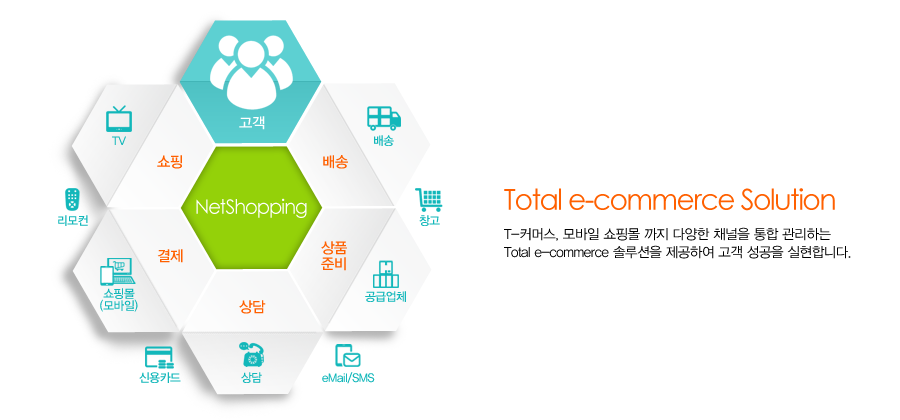 고객
TV
배송
쇼핑
배송
NetShopping
리모컨
창고
결제
상품
준비
쇼핑몰
(모바일)
공급업체
상담
신용카드
상담
eMail/SMS
Total e-commerce Solution
T-커머스, 모바일 쇼핑몰 까지 다양한 채널을 통합 관리하는
Total e-commerce 솔루션을 제공하여 고객 성공을 실현합니다.